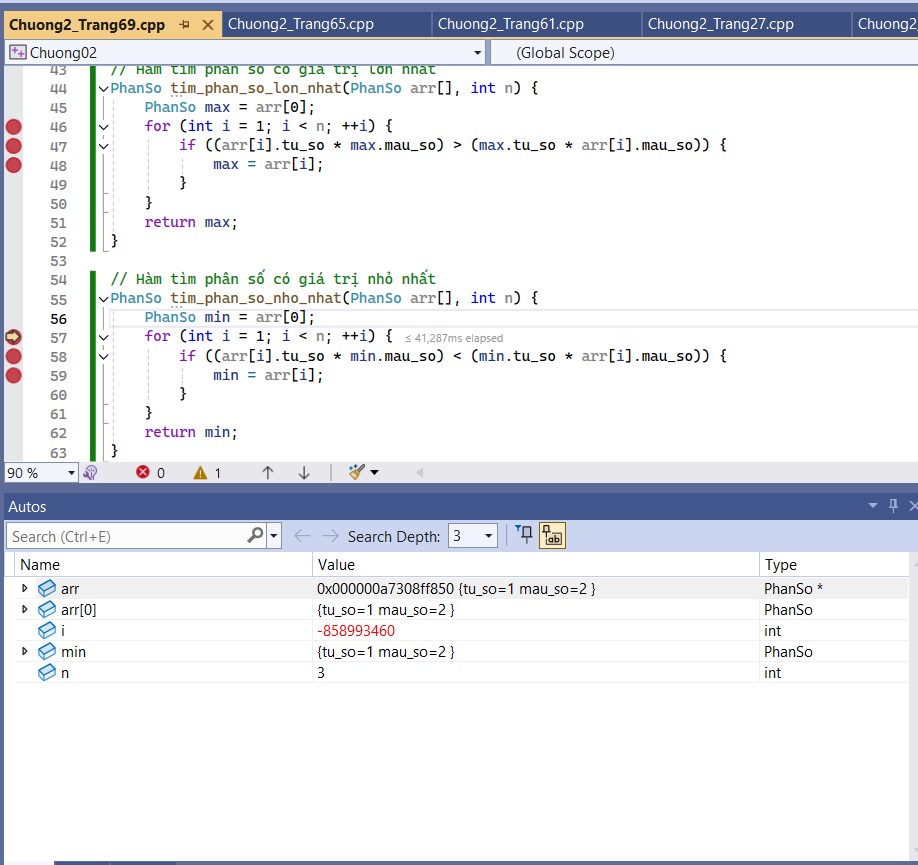 Chuong2_Trang69.cpp Chuong2_Trang65.cpp Chuong2_Trang61.cpp Chuong2_Trang27.cpp Chuong2
Chuong02 (Global Scope)
43 // Hàm tìm phân số có giá trị lớn nhất
44 PhanSo tim_phan_so_lon_nhat(PhanSo arr[], int n) {
45 PhanSo max = arr[0];
46 for (int i = 1; i < n; ++i) {
47 if ((arr[i].tu_so * max.mau_so) > (max.tu_so * arr[i].mau_so)) {
48 max = arr[i];
49 }
50 }
51 return max;
52 }
53
54 // Hàm tìm phân số có giá trị nhỏ nhất
55 PhanSo tim_phan_so_nho_nhat(PhanSo arr[], int n) {
56 PhanSo min = arr[0];
57 for (int i = 1; i < n; ++i) { ≤ 41,287ms elapsed
58 if ((arr[i].tu_so * min.mau_so) < (min.tu_so * arr[i].mau_so)) {
59 min = arr[i];
60 }
61 }
62 return min;
63 }
90 % 0 1
Autos
Search (Ctrl+E) Search Depth: 3
Name Value Type
arr 0x000000a7308ff850 {tu_so=1 mau_so=2 } PhanSo *
arr[0] {tu_so=1 mau_so=2 } PhanSo
i -858993460 int
min {tu_so=1 mau_so=2 } PhanSo
n 3 int